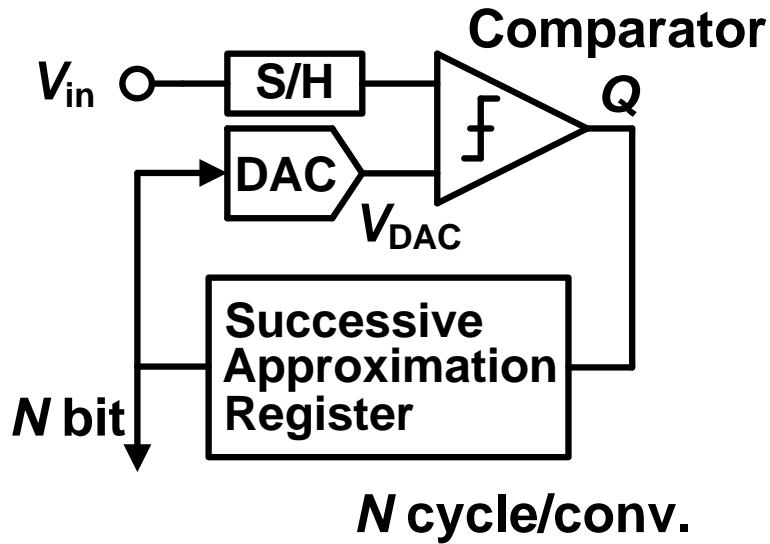 Comparator
Vin
S/H
Q
DAC
VDAC
Successive
Approximation
Register
N bit
N cycle/conv.